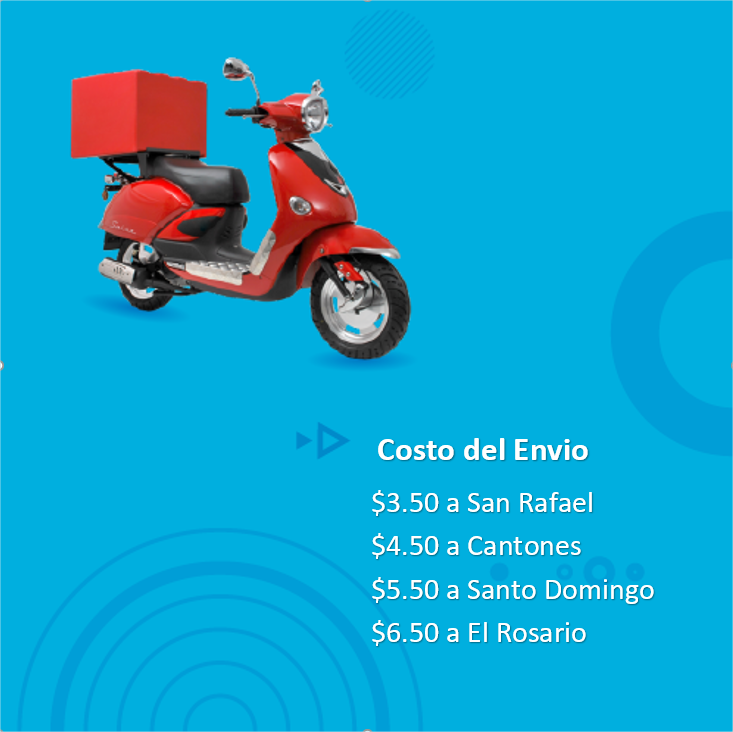 Costo del Envio
$3.50 a San Rafael
$4.50 a Cantones
$5.50 a Santo Domingo
$6.50 a El Rosario